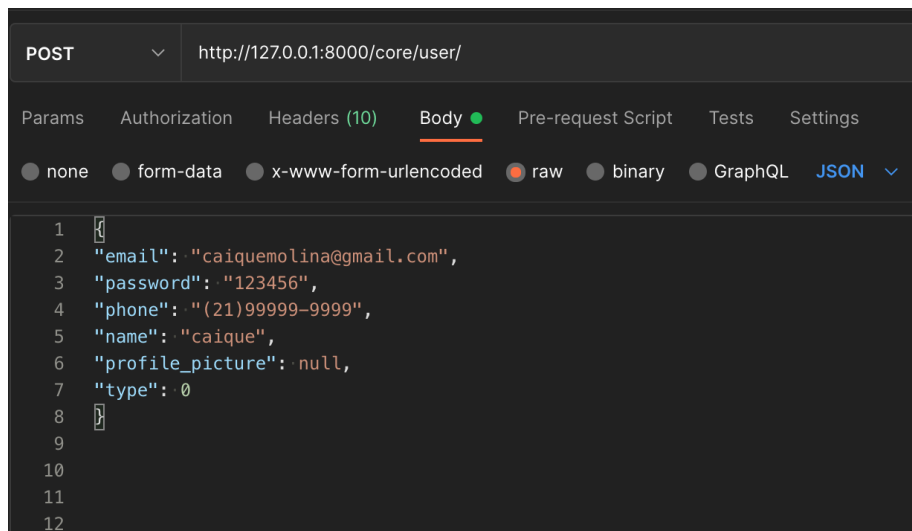 POST http://127.0.0.1:8000/core/user/
Params Authorization Headers (10) Body Pre-request Script Tests Settings
none form-data x-www-form-urlencoded raw binary GraphQL JSON
1 {
2 "email": "caiquemolina@gmail.com",
3 "password": "123456",
4 "phone": "(21)99999-9999",
5 "name": "caique",
6 "profile_picture": null,
7 "type": 0
8 }
9
10
11
12